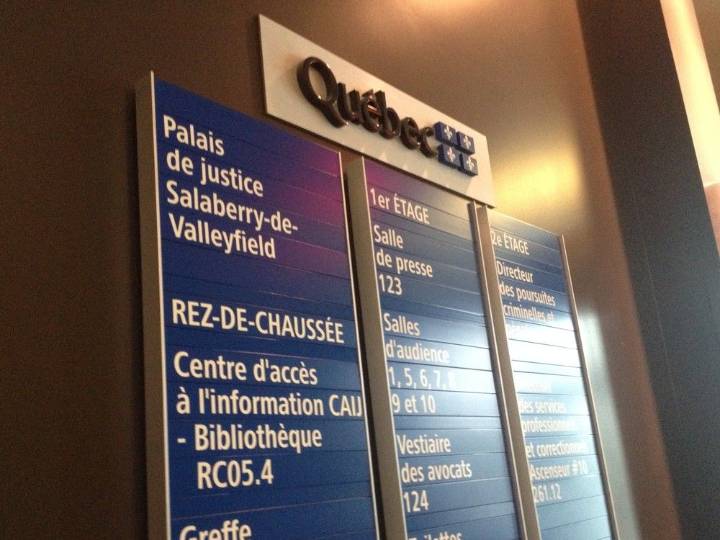 Québec
Palais
de justice
Salaberry-de-
Valleyfield
REZ-DE-CHAUSSÉE
Centre d'accès
à l'information CAIJ
- Bibliothèque
RC05.4
Greffe
1er ÉTAGE
Salle
de presse
123
Salles
d'audience
1, 5, 6, 7, 8
9 et 10
Vestiaire
des avocats
124
Toilettes
2e ÉTAGE
Directeur
des poursuites
criminelles et
des services
professionnels
et correctionnels
Ascenseur #10
261.12